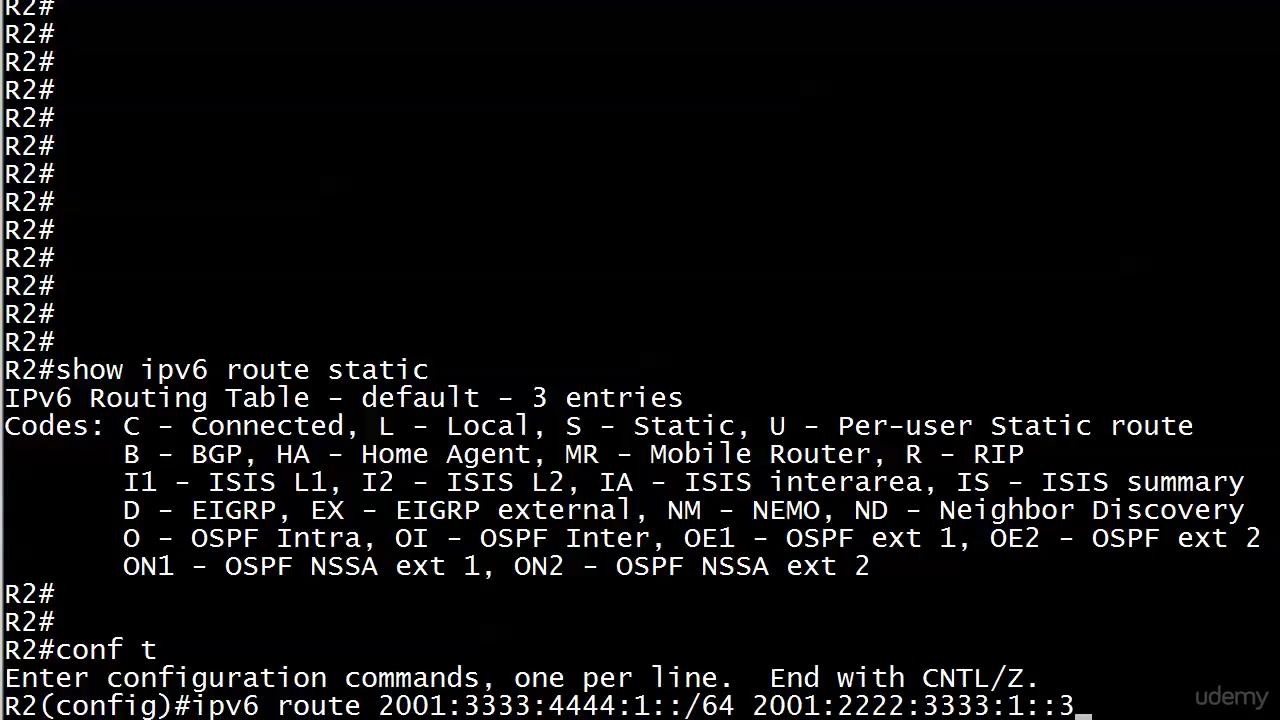 R2#
R2#
R2#
R2#
R2#
R2#
R2#
R2#
R2#
R2#
R2#
R2#
R2#
R2#show ipv6 route static
IPv6 Routing Table - default - 3 entries
Codes: C - Connected, L - Local, S - Static, U - Per-user Static route
       B - BGP, HA - Home Agent, MR - Mobile Router, R - RIP
       I1 - ISIS L1, I2 - ISIS L2, IA - ISIS interarea, IS - ISIS summary
       D - EIGRP, EX - EIGRP external, NM - NEMO, ND - Neighbor Discovery
       O - OSPF Intra, OI - OSPF Inter, OE1 - OSPF ext 1, OE2 - OSPF ext 2
       ON1 - OSPF NSSA ext 1, ON2 - OSPF NSSA ext 2
R2#
R2#
R2#conf t
Enter configuration commands, one per line.  End with CNTL/Z.
R2(config)#ipv6 route 2001:3333:4444:1::/64 2001:2222:3333:1::3
udemy